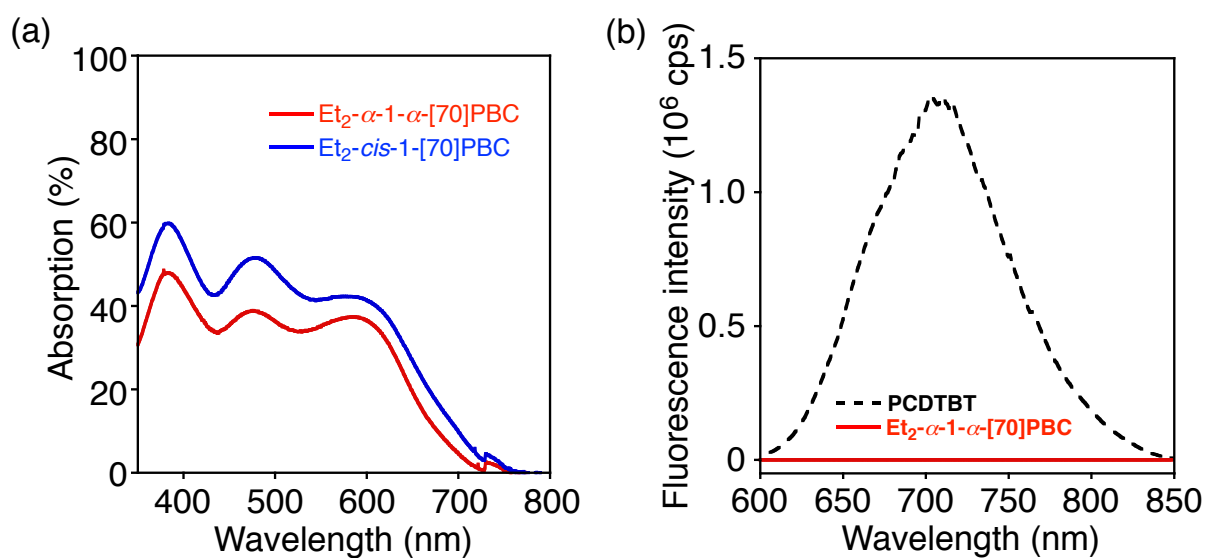 (a)
Absorption (%)
100
80
60
40
20
0
Et₂-α-1-α-[70]PBC
Et₂-cis-1-[70]PBC
400 500 600 700 800
Wavelength (nm)
(b)
Fluorescence intensity (10⁶ cps)
1.5
1.0
0.5
0
PCDTBT
Et₂-α-1-α-[70]PBC
600 650 700 750 800 850
Wavelength (nm)